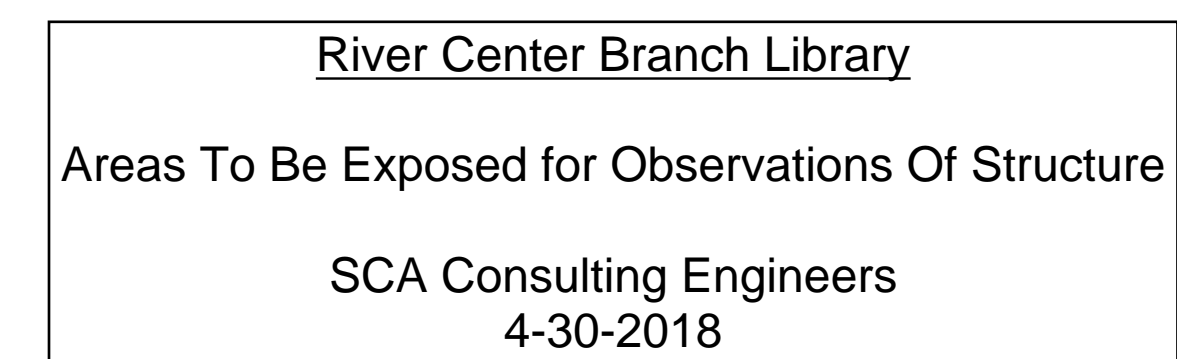 River Center Branch Library
Areas To Be Exposed for Observations Of Structure
SCA Consulting Engineers
4-30-2018